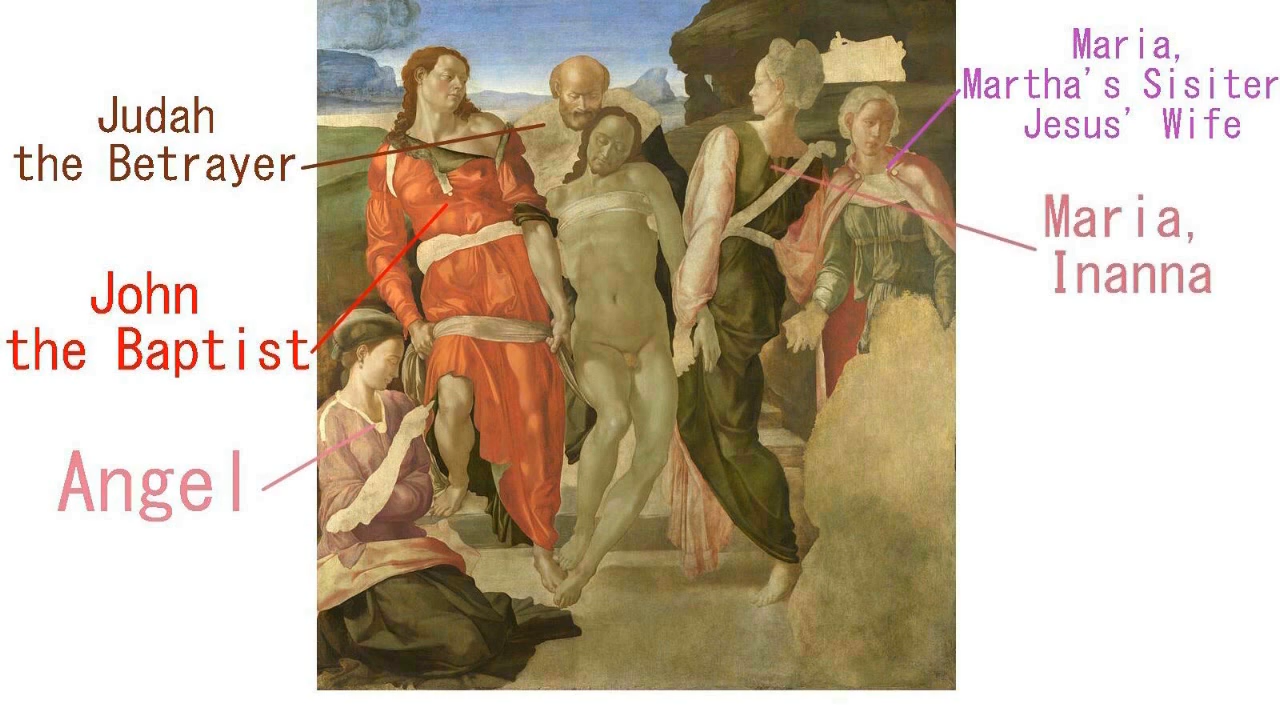 Judah
the Betrayer
John
the Baptist
Angel
Maria,
Martha's Sisiter
Jesus' Wife
Maria,
Inanna